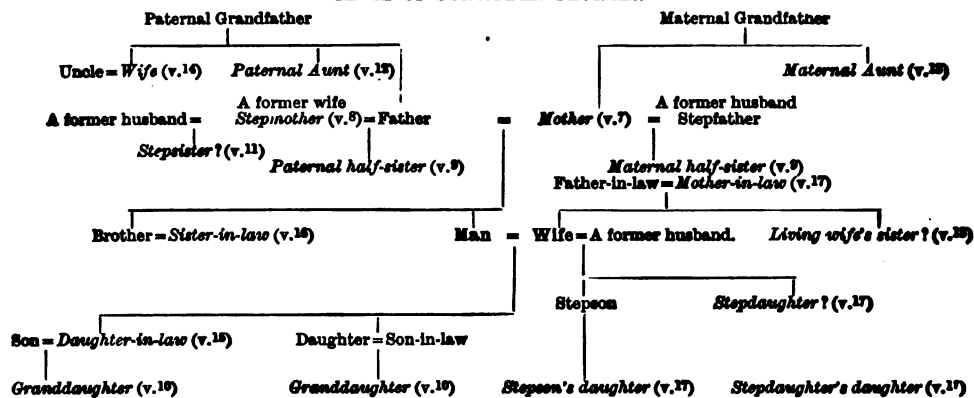 Paternal Grandfather Maternal Grandfather
Uncle = Wife (v.14) Paternal Aunt (v.12) Maternal Aunt (v.13)
A former wife A former husband
A former husband = Stepmother (v.8) = Father = Mother (v.7) = Stepfather
Stepsister? (v.11)
Paternal half-sister (v.9) Maternal half-sister (v.9)
Father-in-law = Mother-in-law (v.17)
Brother = Sister-in-law (v.16) Man = Wife = A former husband. Living wife's sister? (v.18)
Stepson Stepdaughter? (v.17)
Son = Daughter-in-law (v.15) Daughter = Son-in-law
Granddaughter (v.10) Granddaughter (v.10) Stepson's daughter (v.17) Stepdaughter's daughter (v.17)